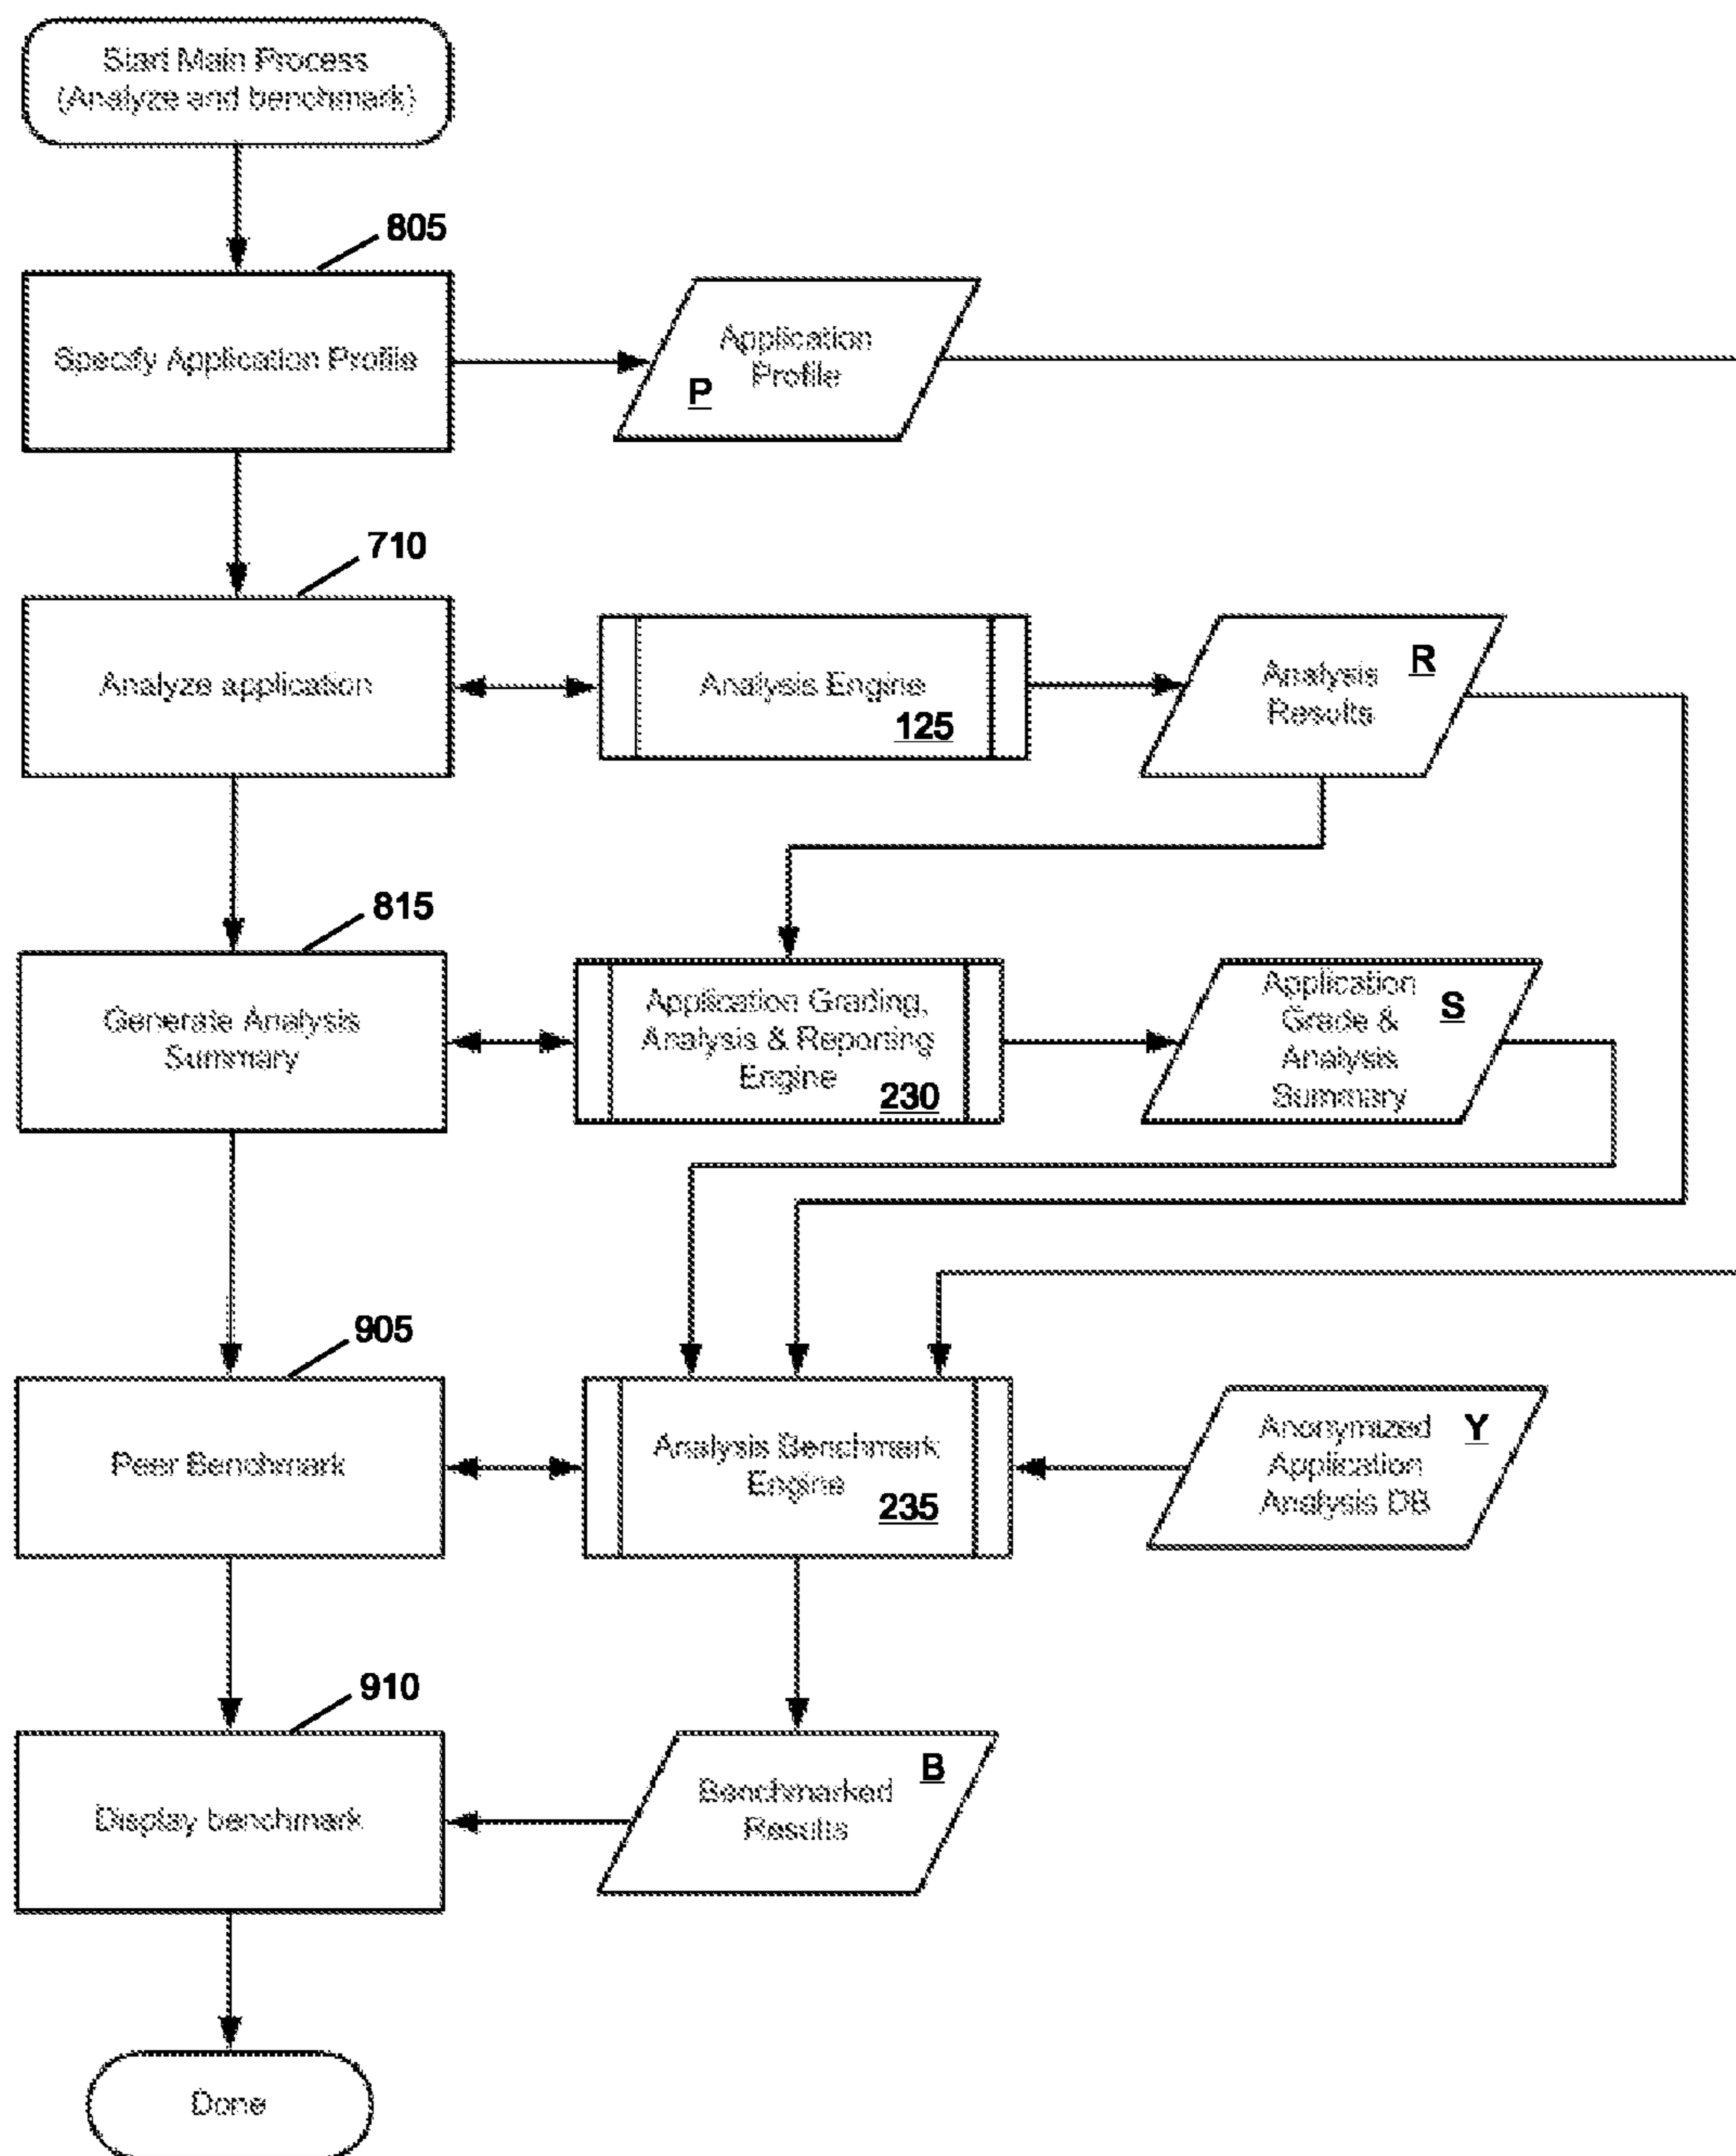 Start Main Process
(Analyze and benchmark)
805
Specify Application Profile
Application
Profile
P
710
Analyze application
Analysis Engine
125
Analysis
Results
R
815
Generate Analysis
Summary
Application Grading,
Analysis & Reporting
Engine
230
Application
Grade &
Analysis
Summary
S
905
Peer Benchmark
Analysis Benchmark
Engine
235
Anonymized
Application
Analysis DB
Y
910
Display benchmark
Benchmarked
Results
B
Done